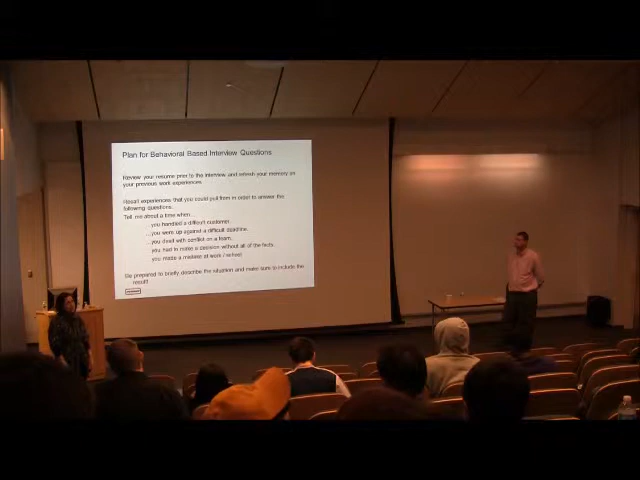 Plan for Behavioral Based Interview Questions
Review your resume prior to the interview and refresh your memory on
your previous work experiences.
Recall experiences that you could pull from in order to answer the
following questions.
Tell me about a time when...
...you handled a difficult customer.
...you were up against a difficult deadline.
...you dealt with conflict on a team.
...you had to make a decision without all of the facts.
...you made a mistake at work / school
Be prepared to briefly describe the situation and make sure to include the
result!